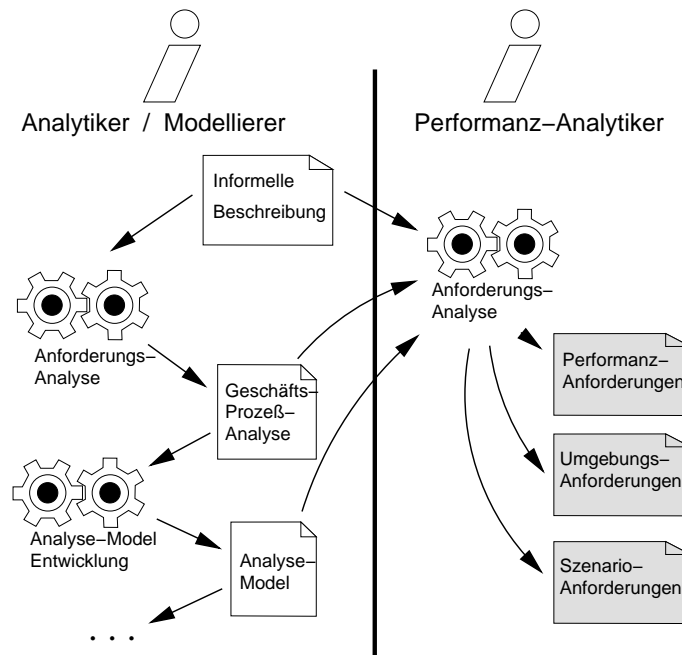 Analytiker / Modellierer
Performanz–Analytiker
Informelle
Beschreibung
Anforderungs–
Analyse
Anforderungs–
Analyse
Geschäfts–
Prozeß–
Analyse
Performanz–
Anforderungen
Umgebungs–
Anforderungen
Analyse–Model
Entwicklung
Analyse–
Model
Szenario–
Anforderungen
. . .